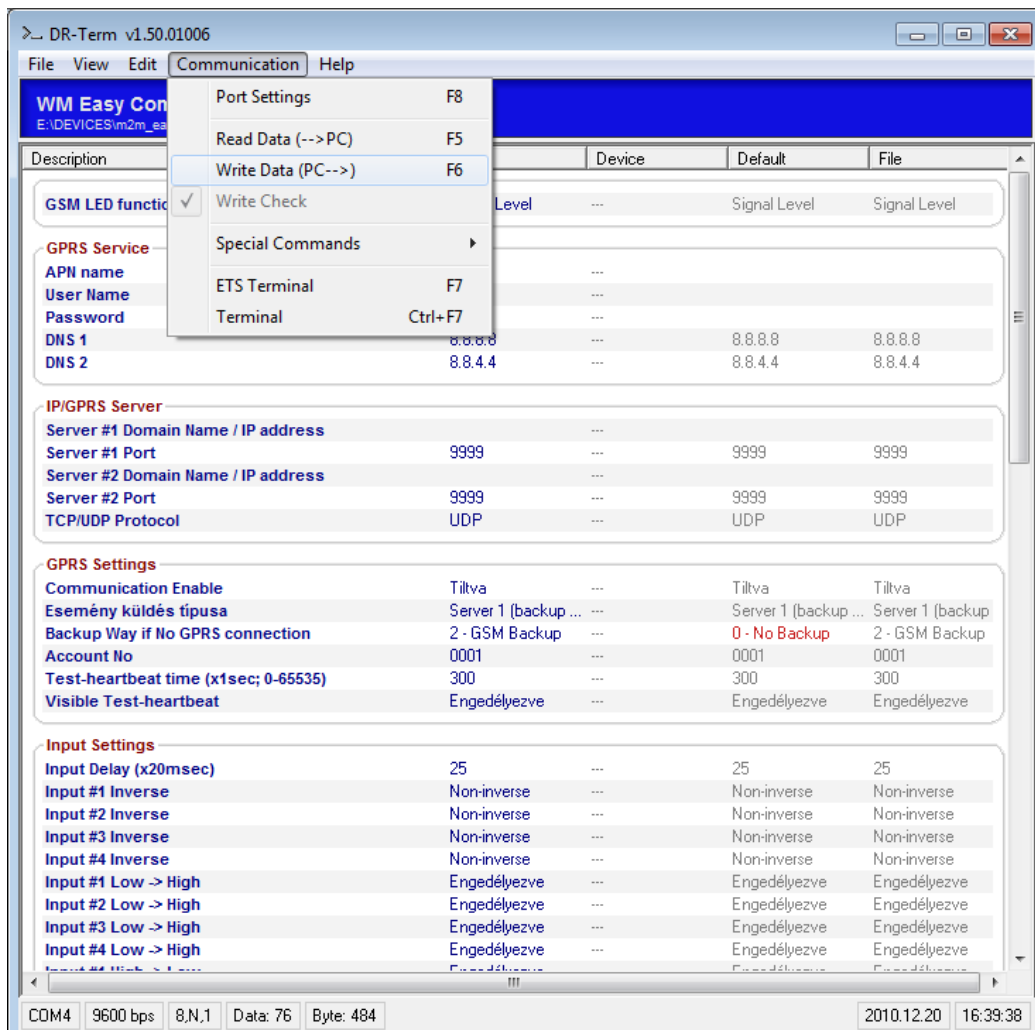 DR-Term v1.50.01006
File View Edit Communication Help
WM Easy Con
E:\DEVICES\m2m_ea
Port Settings F8
Read Data (-->PC) F5
Write Data (PC-->) F6
Write Check
Special Commands
ETS Terminal F7
Terminal Ctrl+F7
Description Device Default File
GSM LED functio Level --- Signal Level Signal Level
GPRS Service
APN name ---
User Name ---
Password ---
DNS 1 8.8.8.8 --- 8.8.8.8 8.8.8.8
DNS 2 8.8.4.4 --- 8.8.4.4 8.8.4.4
IP/GPRS Server
Server #1 Domain Name / IP address ---
Server #1 Port 9999 --- 9999 9999
Server #2 Domain Name / IP address ---
Server #2 Port 9999 --- 9999 9999
TCP/UDP Protocol UDP --- UDP UDP
GPRS Settings
Communication Enable Tiltva --- Tiltva Tiltva
Esemény küldés típusa Server 1 (backup ... --- Server 1 (backup ... Server 1 (backup
Backup Way if No GPRS connection 2 - GSM Backup --- 0 - No Backup 2 - GSM Backup
Account No 0001 --- 0001 0001
Test-heartbeat time (x1sec; 0-65535) 300 --- 300 300
Visible Test-heartbeat Engedélyezve --- Engedélyezve Engedélyezve
Input Settings
Input Delay (x20msec) 25 --- 25 25
Input #1 Inverse Non-inverse --- Non-inverse Non-inverse
Input #2 Inverse Non-inverse --- Non-inverse Non-inverse
Input #3 Inverse Non-inverse --- Non-inverse Non-inverse
Input #4 Inverse Non-inverse --- Non-inverse Non-inverse
Input #1 Low -> High Engedélyezve --- Engedélyezve Engedélyezve
Input #2 Low -> High Engedélyezve --- Engedélyezve Engedélyezve
Input #3 Low -> High Engedélyezve --- Engedélyezve Engedélyezve
Input #4 Low -> High Engedélyezve --- Engedélyezve Engedélyezve
COM4 9600 bps 8,N,1 Data: 76 Byte: 484 2010.12.20 16:39:38